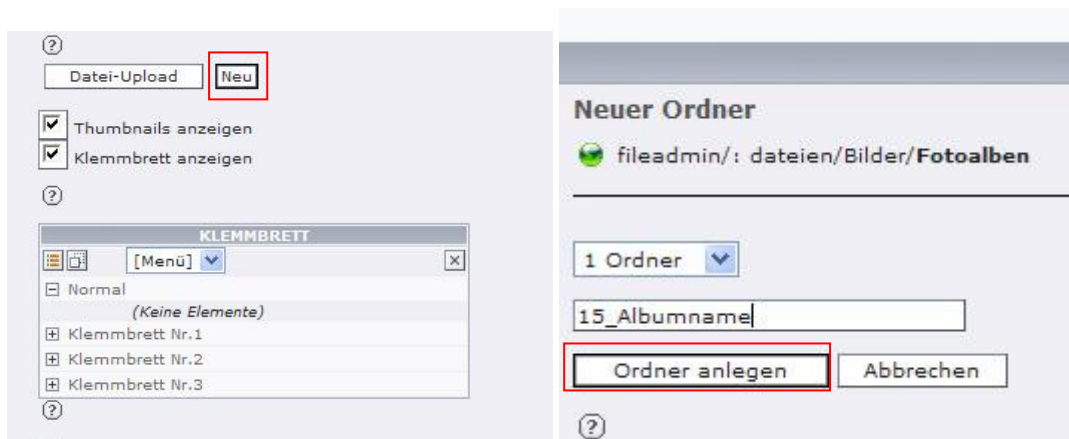 Datei-Upload Neu
Thumbnails anzeigen
Klemmbrett anzeigen
KLEMMBRETT
[Menü]
Normal
(Keine Elemente)
Klemmbrett Nr.1
Klemmbrett Nr.2
Klemmbrett Nr.3
Neuer Ordner
fileadmin/: dateien/Bilder/Fotoalben
1 Ordner
15_Albumname
Ordner anlegen Abbrechen